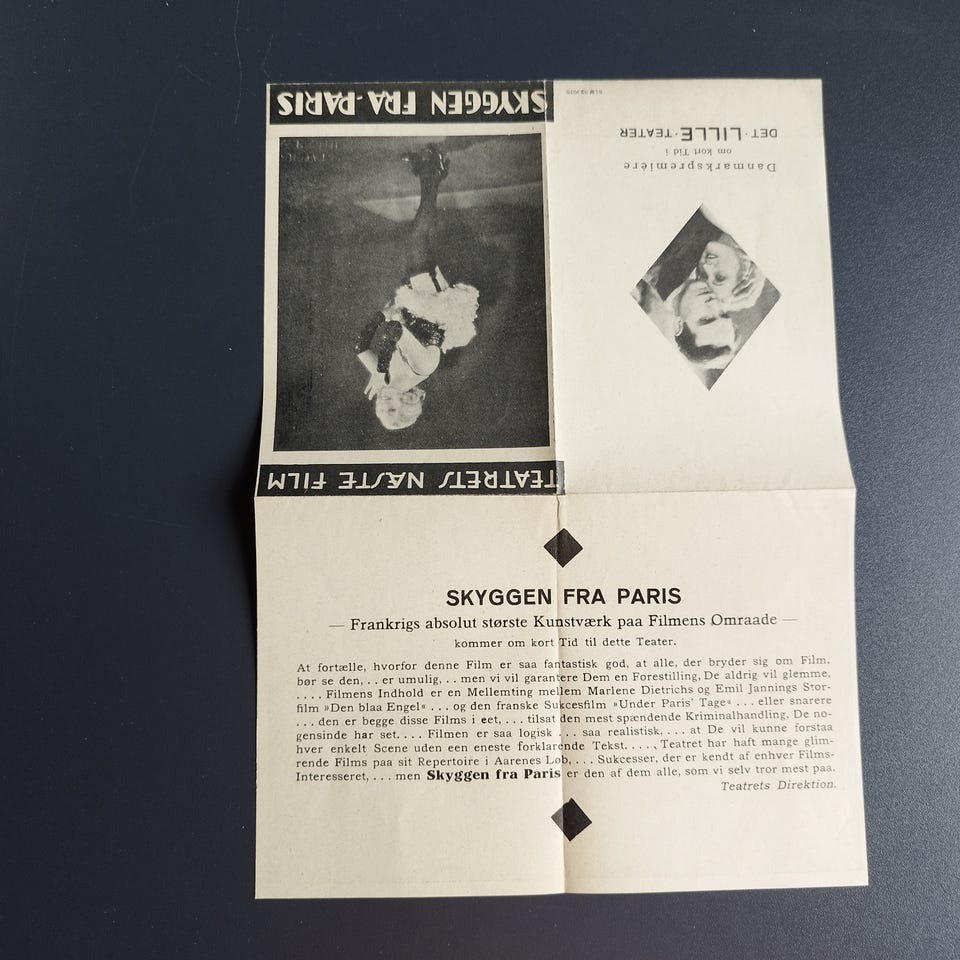 TEATRETS NÆSTE FILM
SKYGGEN FRA PARIS
Danmarkspremière
om kort Tid i
DET · LILLE · TEATER
SKYGGEN FRA PARIS
— Frankrigs absolut største Kunstværk paa Filmens Omraade —
kommer om kort Tid til dette Teater.
At fortælle, hvorfor denne Film er saa fantastisk god, at alle, der bryder sig om Film,
bør se den, . . er umulig, . . men vi vil garantere Dem en Forestilling, De aldrig vil glemme,
. . . . Filmens Indhold er en Mellemting mellem Marlene Dietrichs og Emil Jannings Stor-
film »Den blaa Engel« . . . og den franske Sukcesfilm »Under Paris' Tage« . . . eller snarere
. . . den er begge disse Films i eet, . . . tilsat den mest spændende Kriminalhandling, De no-
gensinde har set. . . . Filmen er saa logisk . . . saa realistisk, . . . at De vil kunne forstaa
hver enkelt Scene uden een eneste forklarende Tekst. . . . , Teatret har haft mange glim-
rende Films paa sit Repertoire i Aarenes Løb, . . . Sukcesser, der er kendt af enhver Films-
Interesseret, . . . men Skyggen fra Paris er den af dem alle, som vi selv tror mest paa.
Teatrets Direktion.